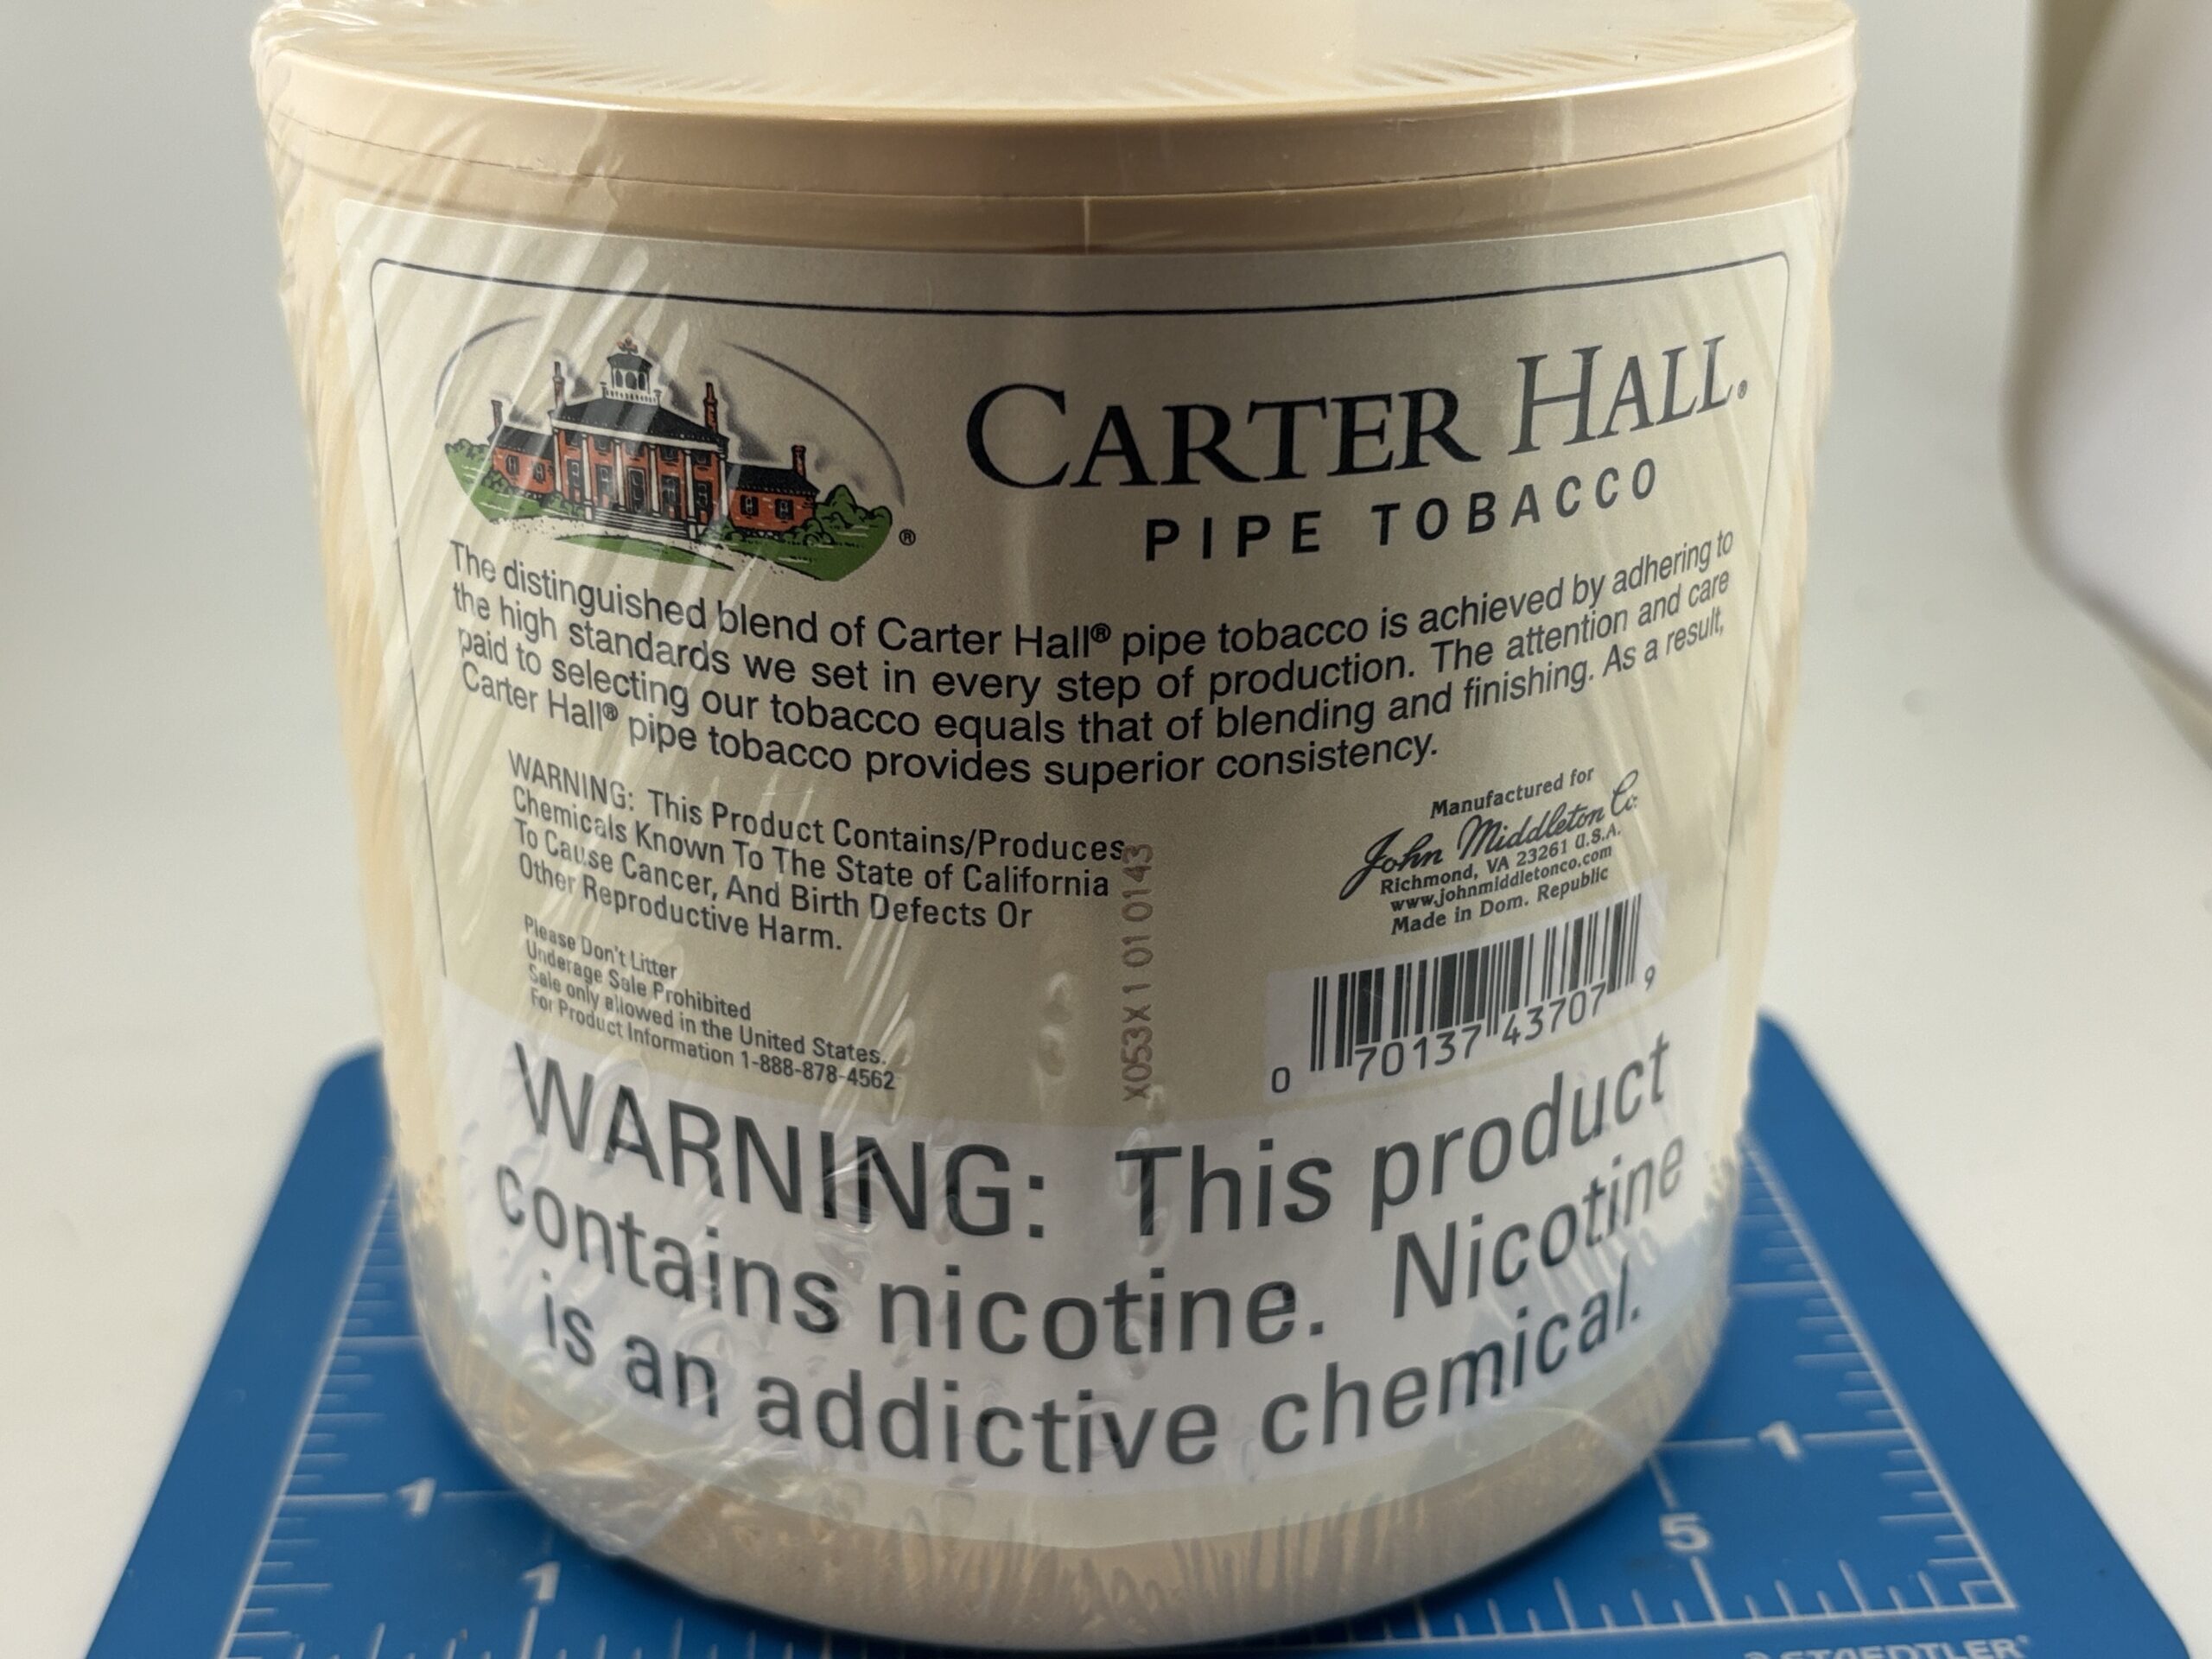 CARTER HALL®
PIPE TOBACCO
®
The distinguished blend of Carter Hall® pipe tobacco is achieved by adhering to
the high standards we set in every step of production. The attention and care
paid to selecting our tobacco equals that of blending and finishing. As a result,
Carter Hall® pipe tobacco provides superior consistency.
WARNING: This Product Contains/Produces
Chemicals Known To The State of California
To Cause Cancer, And Birth Defects Or
Other Reproductive Harm.
Please Don't Litter
Underage Sale Prohibited
Sale only allowed in the United States.
For Product Information 1-888-878-4562
X053X 1 01 0143
Manufactured for
John Middleton Co.
Richmond, VA 23261 U.S.A.
www.johnmiddletonco.com
Made in Dom. Republic
0 70137 43707 9
WARNING: This product
contains nicotine. Nicotine
is an addictive chemical.
1
1
1
5
STAEDTLER®